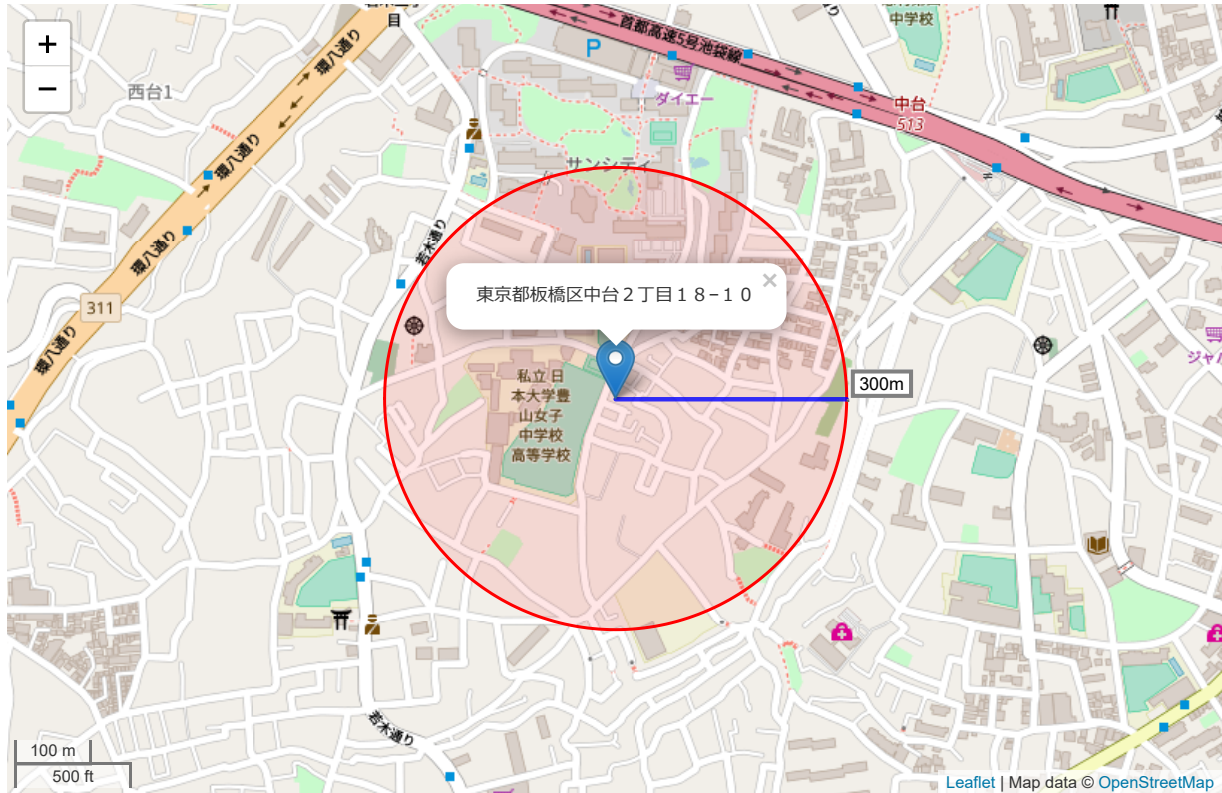 +
−
目
中学校
首都高速5号池袋線
P
環八通り
西台1
ダイエー
中台
513
環八通り
サンシティ
若木通り
環八通り
東京都板橋区中台２丁目１８−１０
×
311
環八通り
ジャパ
300m
私立 日
本大学豊
山女子
中学校
高等学校
若木通り
100 m
500 ft
Leaflet | Map data © OpenStreetMap